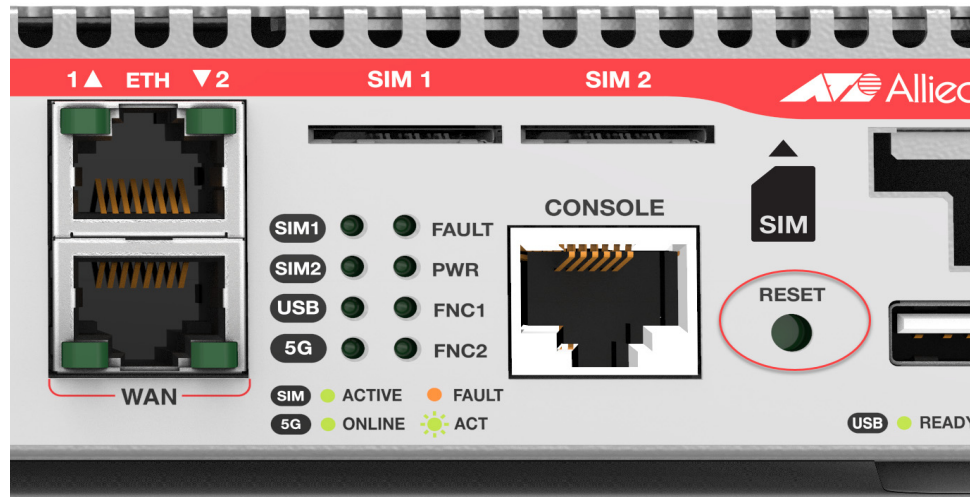 1▲ ETH ▼2
SIM 1
SIM 2
Allied
SIM
CONSOLE
SIM1 FAULT
SIM2 PWR
USB FNC1
5G FNC2
RESET
WAN
SIM ACTIVE FAULT
5G ONLINE ACT
USB READY